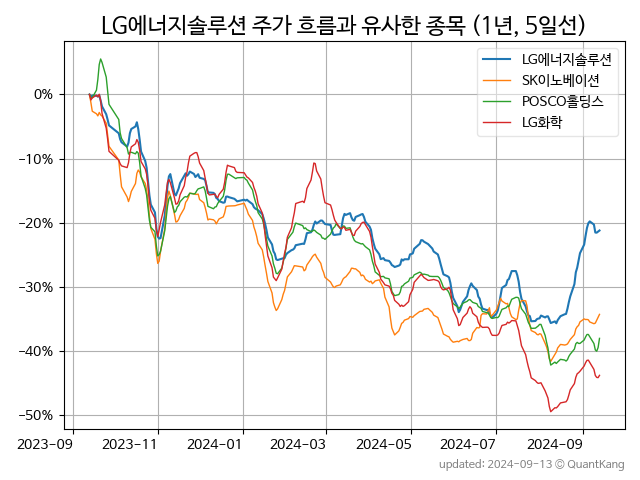 LG에너지솔루션 주가 흐름과 유사한 종목 (1년, 5일선)
LG에너지솔루션
SK이노베이션
POSCO홀딩스
LG화학
0%
−10%
−20%
−30%
−40%
−50%
2023-09 2023-11 2024-01 2024-03 2024-05 2024-07 2024-09
updated: 2024-09-13 © QuantKang